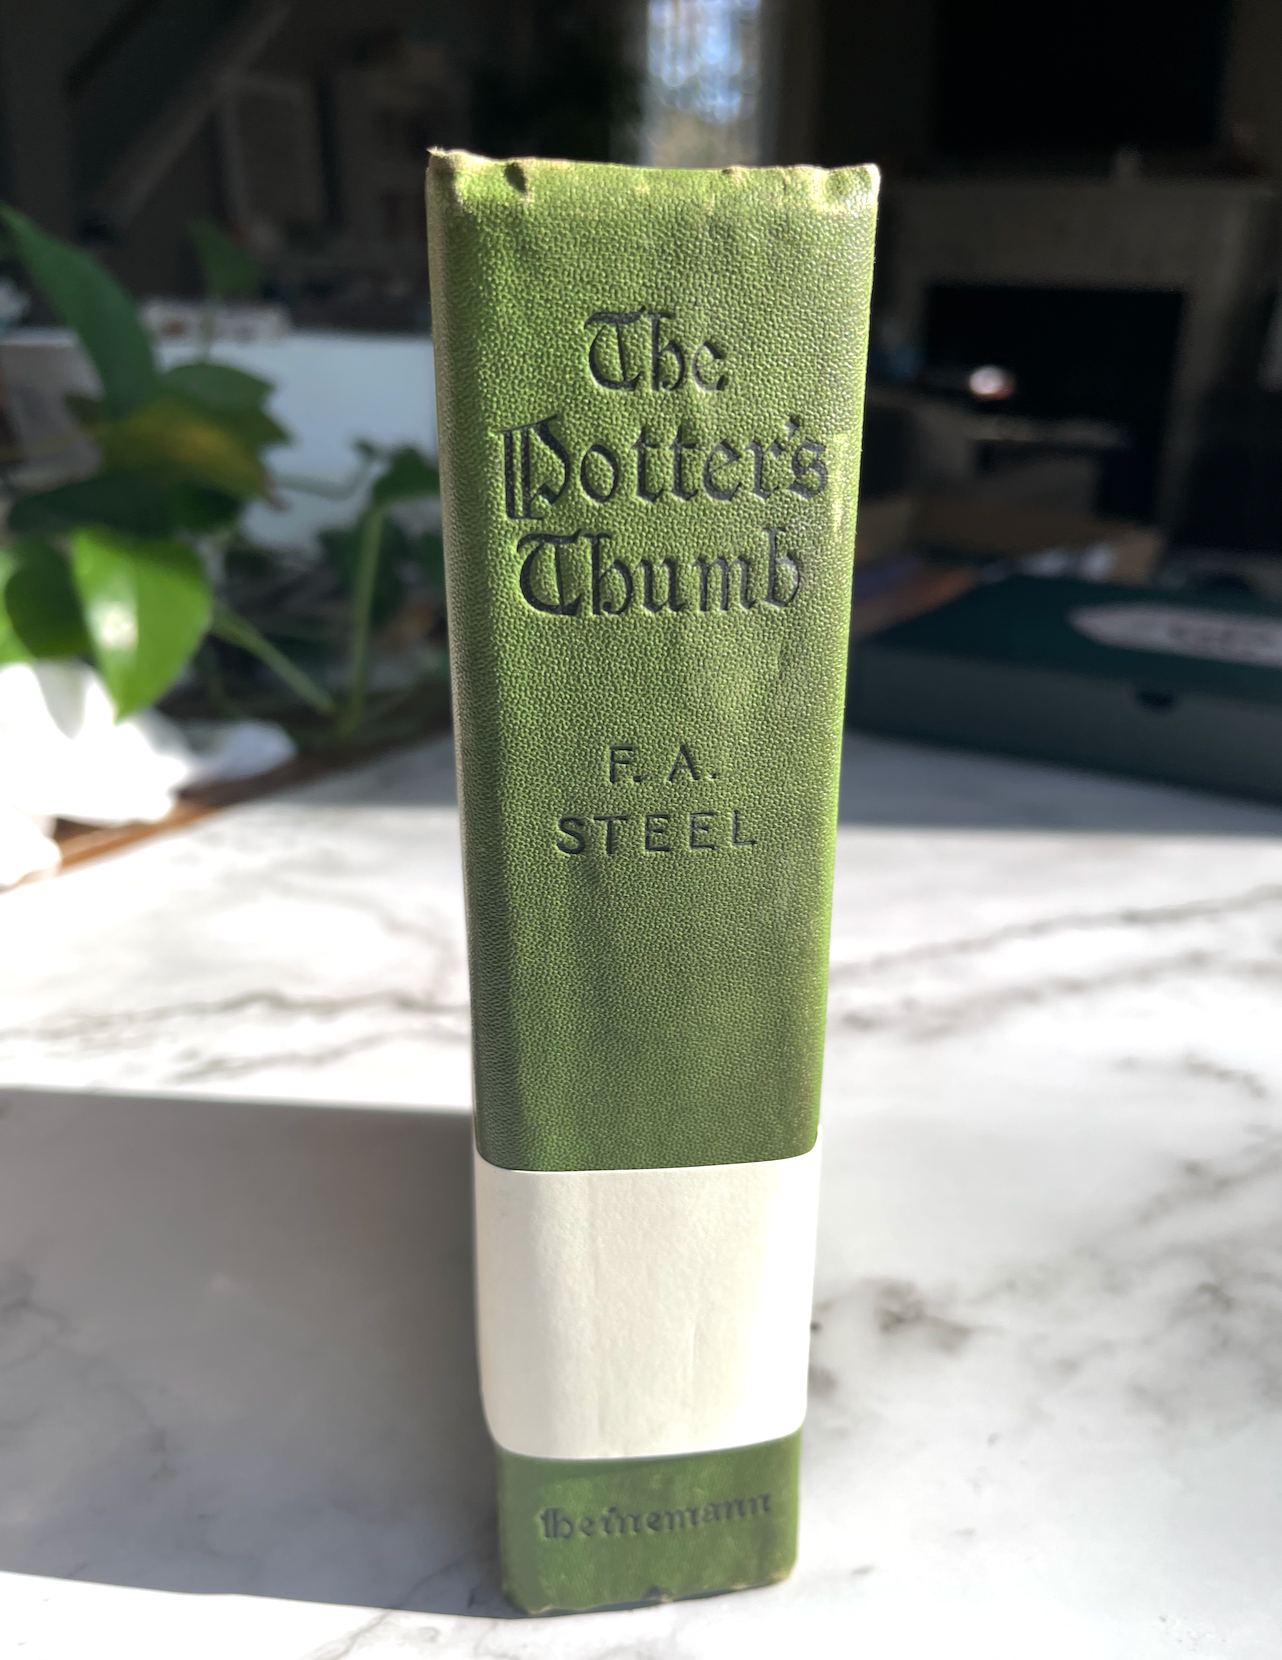 The
Potter's
Thumb
F. A.
STEEL
Heinemann